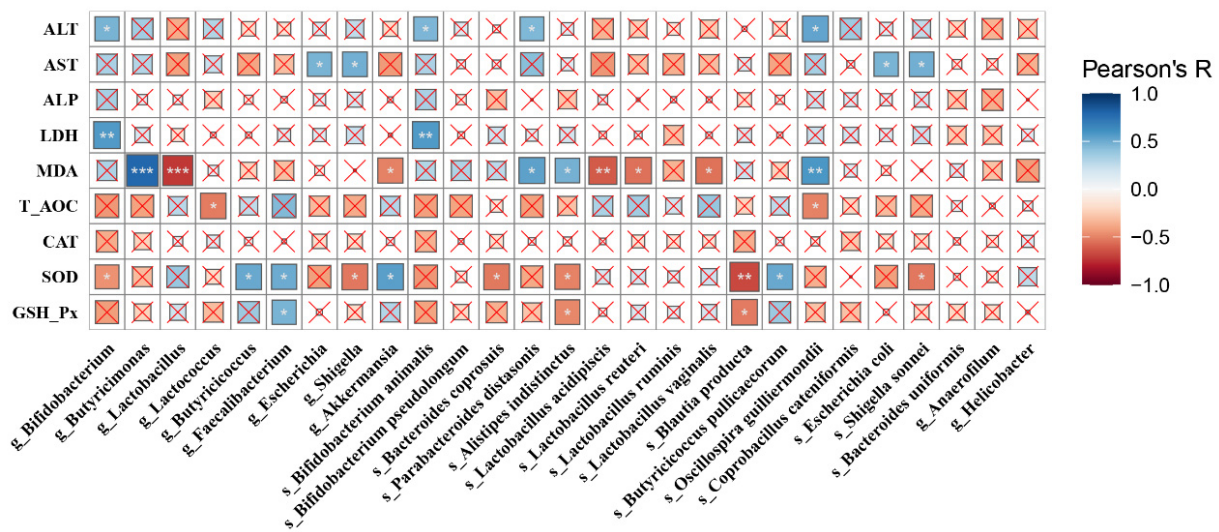 ALT
AST
ALP
LDH
MDA
T_AOC
CAT
SOD
GSH_Px
* * * *
* * * *
** **
*** *** * * * ** * * **
* *
* * * * * * * ** * *
* * *
g_Bifidobacterium
g_Butyricimonas
g_Lactobacillus
g_Lactococcus
g_Butyricicoccus
g_Faecalibacterium
g_Escherichia
g_Shigella
g_Akkermansia
s_Bifidobacterium animalis
s_Bifidobacterium pseudolongum
s_Bacteroides coprosuis
s_Parabacteroides distasonis
s_Alistipes indistinctus
s_Lactobacillus acidipiscis
s_Lactobacillus reuteri
s_Lactobacillus ruminis
s_Lactobacillus vaginalis
s_Blautia producta
s_Butyricicoccus pullicaecorum
s_Oscillospira guilliermondii
s_Coprobacillus cateniformis
s_Escherichia coli
s_Shigella sonnei
s_Bacteroides uniformis
g_Anaerofilum
g_Helicobacter
Pearson's R
1.0
0.5
0.0
−0.5
−1.0